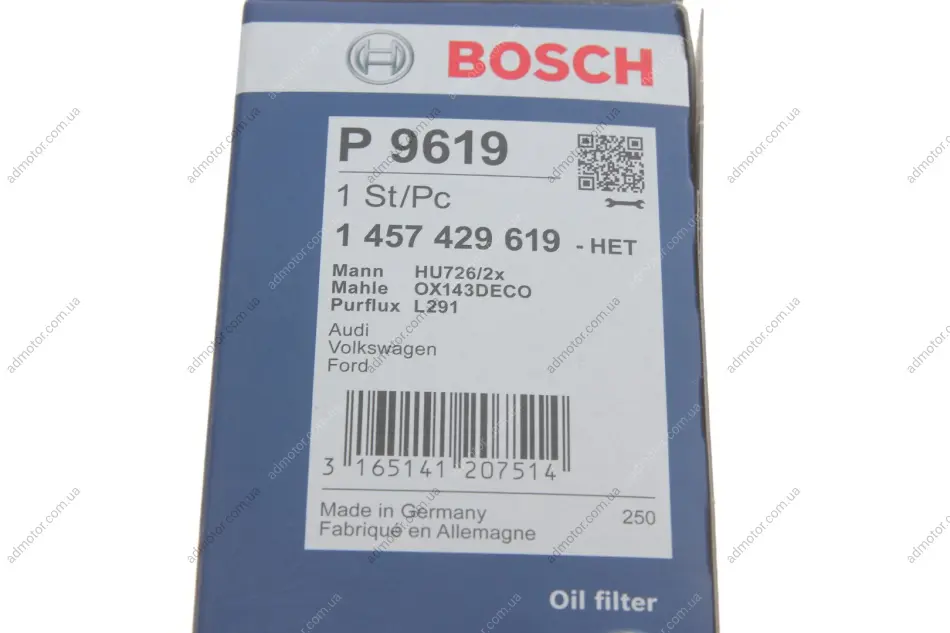 BOSCH
P 9619
1 St/Pc
1 457 429 619 - HET
Mann HU726/2x
Mahle OX143DECO
Purflux L291
Audi
Volkswagen
Ford
3 165141 207514
Made in Germany 250
Fabriqué en Allemagne
Oil filter
admotor.com.ua